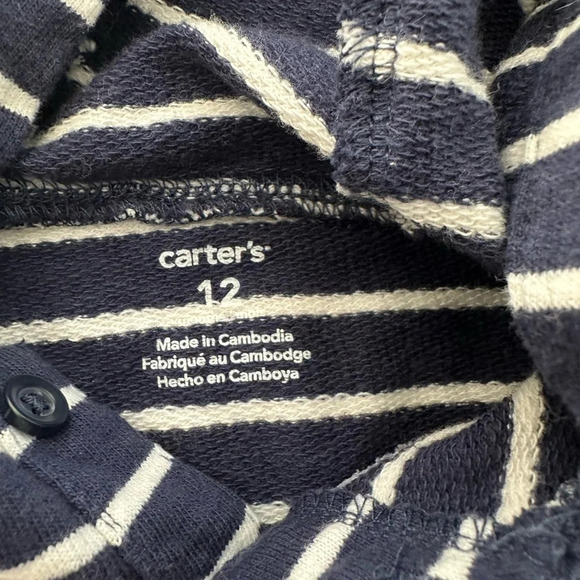 carter's
12
Made in Cambodia
Fabriqué au Cambodge
Hecho en Camboya